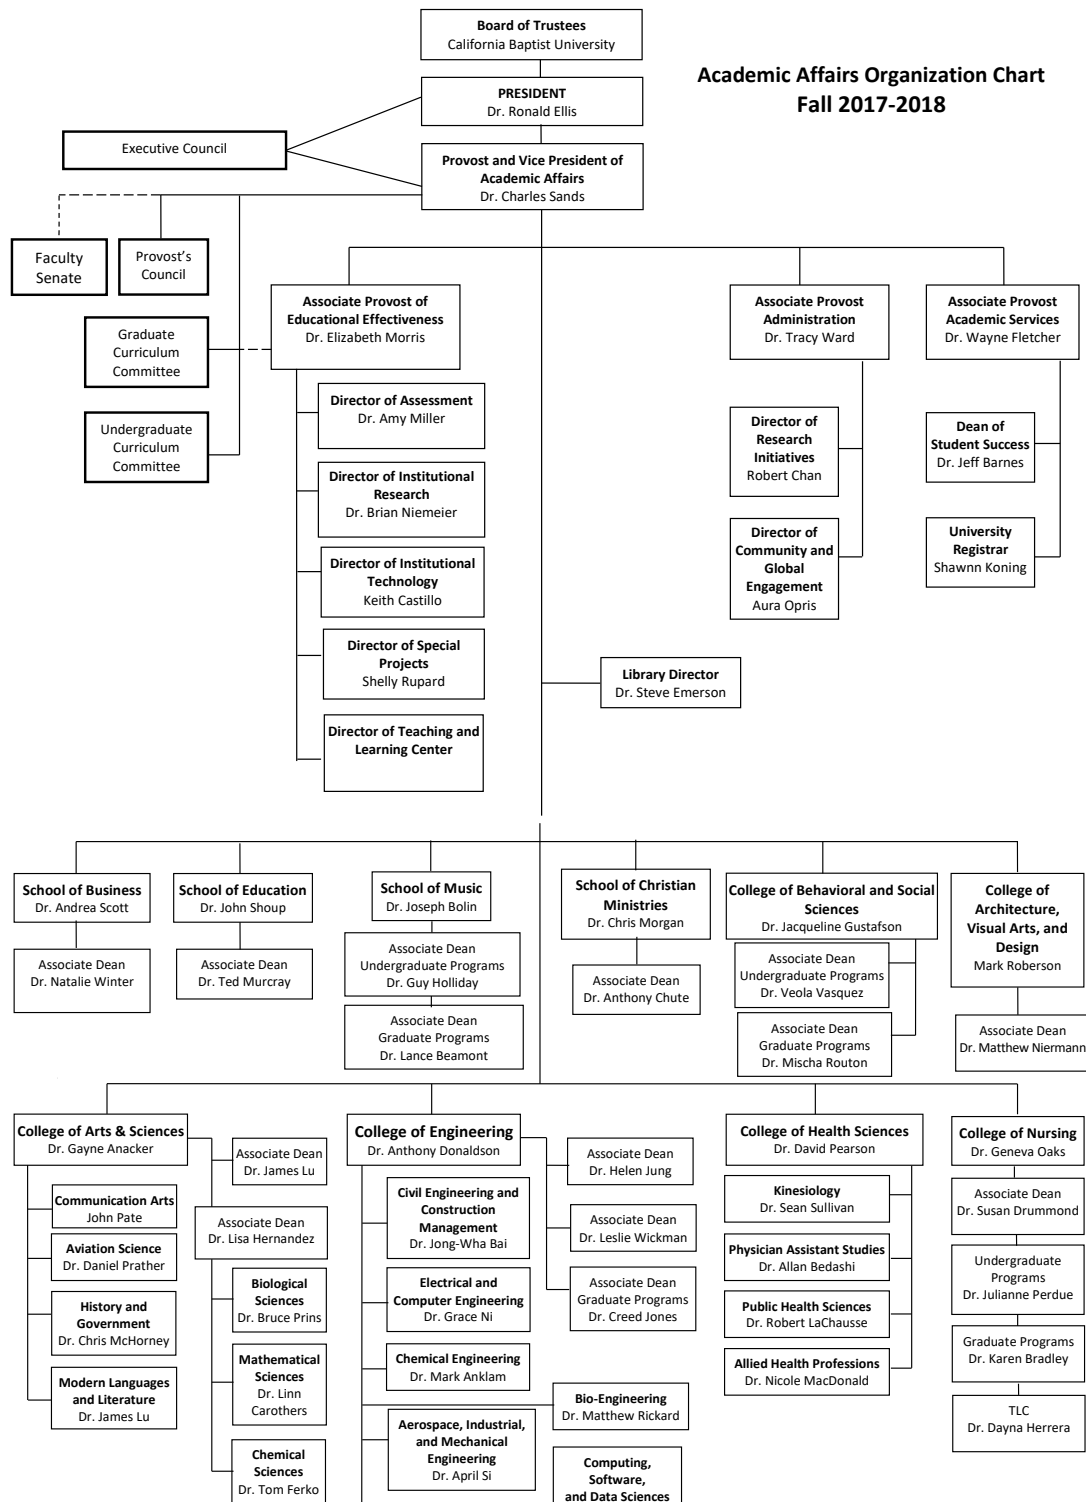 Board of Trustees
California Baptist University
Academic Affairs Organization Chart
Fall 2017-2018
PRESIDENT
Dr. Ronald Ellis
Executive Council
Provost and Vice President of
Academic Affairs
Dr. Charles Sands
Faculty
Senate
Provost's
Council
Graduate
Curriculum
Committee
Undergraduate
Curriculum
Committee
Associate Provost of
Educational Effectiveness
Dr. Elizabeth Morris
Director of Assessment
Dr. Amy Miller
Director of Institutional
Research
Dr. Brian Niemeier
Director of Institutional
Technology
Keith Castillo
Director of Special
Projects
Shelly Rupard
Director of Teaching and
Learning Center
Associate Provost
Administration
Dr. Tracy Ward
Director of
Research
Initiatives
Robert Chan
Director of
Community and
Global
Engagement
Aura Opris
Associate Provost
Academic Services
Dr. Wayne Fletcher
Dean of
Student Success
Dr. Jeff Barnes
University
Registrar
Shawnn Koning
Library Director
Dr. Steve Emerson
School of Business
Dr. Andrea Scott
Associate Dean
Dr. Natalie Winter
School of Education
Dr. John Shoup
Associate Dean
Dr. Ted Murcray
School of Music
Dr. Joseph Bolin
Associate Dean
Undergraduate Programs
Dr. Guy Holliday
Associate Dean
Graduate Programs
Dr. Lance Beamont
School of Christian
Ministries
Dr. Chris Morgan
Associate Dean
Dr. Anthony Chute
College of Behavioral and Social
Sciences
Dr. Jacqueline Gustafson
Associate Dean
Undergraduate Programs
Dr. Veola Vasquez
Associate Dean
Graduate Programs
Dr. Mischa Routon
College of
Architecture,
Visual Arts, and
Design
Mark Roberson
Associate Dean
Dr. Matthew Niermann
College of Arts & Sciences
Dr. Gayne Anacker
Communication Arts
John Pate
Aviation Science
Dr. Daniel Prather
History and
Government
Dr. Chris McHorney
Modern Languages
and Literature
Dr. James Lu
Associate Dean
Dr. James Lu
Associate Dean
Dr. Lisa Hernandez
Biological
Sciences
Dr. Bruce Prins
Mathematical
Sciences
Dr. Linn
Carothers
Chemical
Sciences
Dr. Tom Ferko
College of Engineering
Dr. Anthony Donaldson
Civil Engineering and
Construction
Management
Dr. Jong-Wha Bai
Electrical and
Computer Engineering
Dr. Grace Ni
Chemical Engineering
Dr. Mark Anklam
Aerospace, Industrial,
and Mechanical
Engineering
Dr. April Si
Associate Dean
Dr. Helen Jung
Associate Dean
Dr. Leslie Wickman
Associate Dean
Graduate Programs
Dr. Creed Jones
Bio-Engineering
Dr. Matthew Rickard
Computing,
Software,
and Data Sciences
College of Health Sciences
Dr. David Pearson
Kinesiology
Dr. Sean Sullivan
Physician Assistant Studies
Dr. Allan Bedashi
Public Health Sciences
Dr. Robert LaChausse
Allied Health Professions
Dr. Nicole MacDonald
College of Nursing
Dr. Geneva Oaks
Associate Dean
Dr. Susan Drummond
Undergraduate
Programs
Dr. Julianne Perdue
Graduate Programs
Dr. Karen Bradley
TLC
Dr. Dayna Herrera